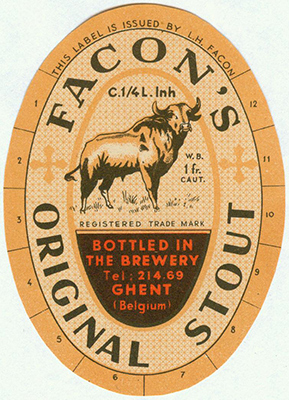 THIS LABEL IS ISSUED BY L.H. FACON
FACON'S
C.1/4 L. Inh
W.B.
1 fr.
CAUT.
REGISTERED TRADE MARK
BOTTLED IN
THE BREWERY
Tel: 214.69
GHENT
(Belgium)
ORIGINAL STOUT
1
2
3
4
5
6
7
8
9
10
11
12